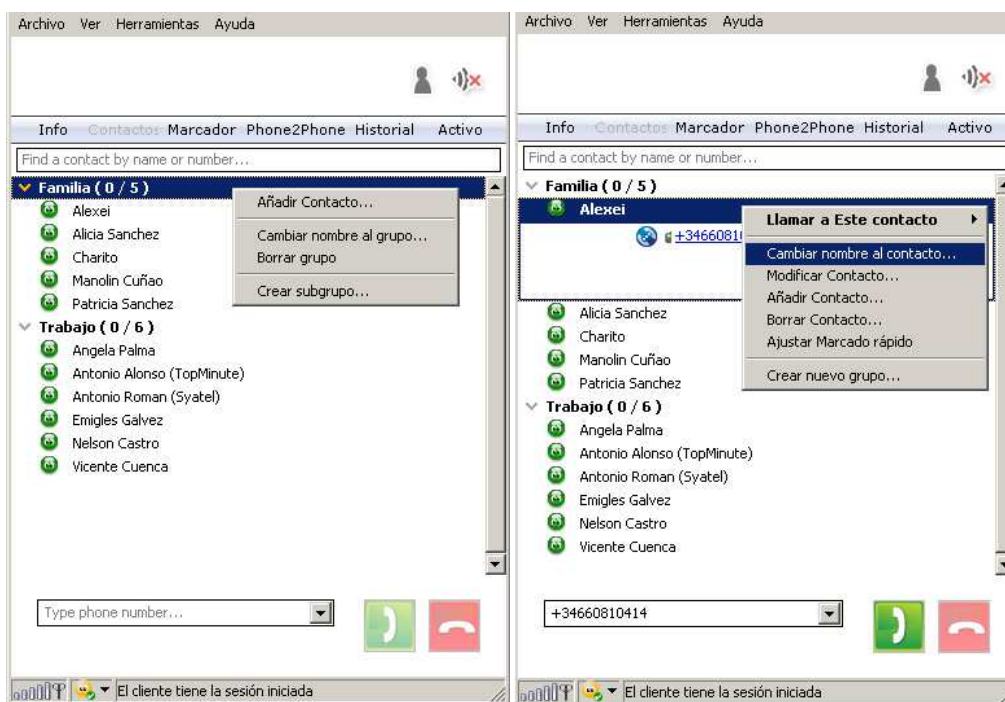 Archivo Ver Herramientas Ayuda
Info Contactos Marcador Phone2Phone Historial Activo
Find a contact by name or number...
Familia ( 0 / 5 )
Alexei
Alicia Sanchez
Charito
Manolin Cuñao
Patricia Sanchez
Añadir Contacto...
Cambiar nombre al grupo...
Borrar grupo
Crear subgrupo...
Trabajo ( 0 / 6 )
Angela Palma
Antonio Alonso (TopMinute)
Antonio Roman (Syatel)
Emigles Galvez
Nelson Castro
Vicente Cuenca
Type phone number...
El cliente tiene la sesión iniciada
Archivo Ver Herramientas Ayuda
Info Contactos Marcador Phone2Phone Historial Activo
Find a contact by name or number...
Familia ( 0 / 5 )
Alexei
+3466081
Llamar a Este contacto
Cambiar nombre al contacto...
Modificar Contacto...
Añadir Contacto...
Borrar Contacto...
Ajustar Marcado rápido
Crear nuevo grupo...
Alicia Sanchez
Charito
Manolin Cuñao
Patricia Sanchez
Trabajo ( 0 / 6 )
Angela Palma
Antonio Alonso (TopMinute)
Antonio Roman (Syatel)
Emigles Galvez
Nelson Castro
Vicente Cuenca
+34660810414
El cliente tiene la sesión iniciada